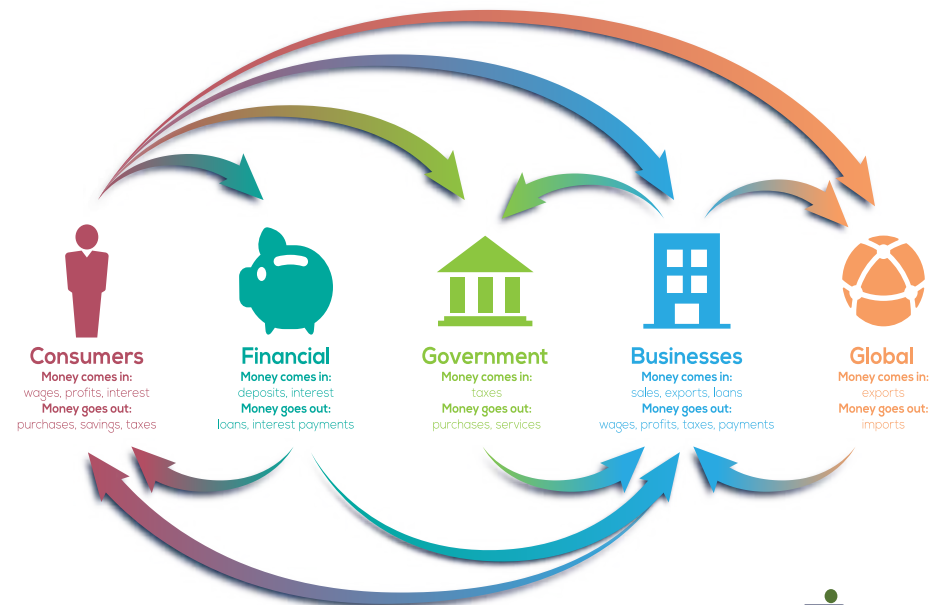 Consumers
Money comes in:
wages, profits, interest
Money goes out:
purchases, savings, taxes
Financial
Money comes in:
deposits, interest
Money goes out:
loans, interest payments
Government
Money comes in:
taxes
Money goes out:
purchases, services
Businesses
Money comes in:
sales, exports, loans
Money goes out:
wages, profits, taxes, payments
Global
Money comes in:
exports
Money goes out:
imports